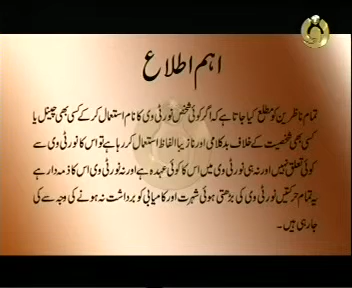 اہم اطلاع
تمام ناظرین کو مطلع کیا جاتا ہے کہ اگر کوئی شخص نور ٹی وی کا نام استعمال کر کے کسی بھی چینل یا
کسی بھی شخصیت کے خلاف بدکلامی اور نازیبا الفاظ استعمال کر رہا ہے تو اس کا نور ٹی وی سے
کوئی تعلق نہیں اور نہ ہی نور ٹی وی میں اس کا کوئی عہدہ ہے اور نہ نور ٹی وی اس کا ذمہ دار ہے
یہ تمام حرکتیں نور ٹی وی کی بڑھتی ہوئی شہرت اور کامیابی کو برداشت نہ ہونے کی وجہ سے کی
جا رہی ہیں۔